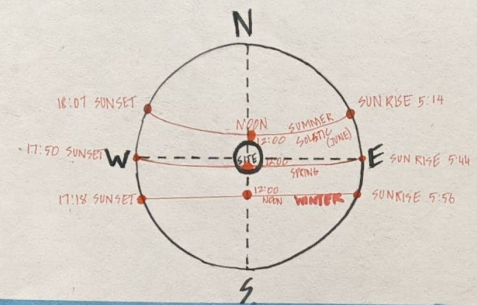 N
18:07 SUNSET
SUNRISE 5:14
NOON
12:00
SUMMER
SOLSTIC (JUNE)
17:50 SUNSET
W
SITE
12:00
SPRING
E
SUN RISE 5:44
17:18 SUNSET
12:00
NOON
WINTER
SUNRISE 5:56
S